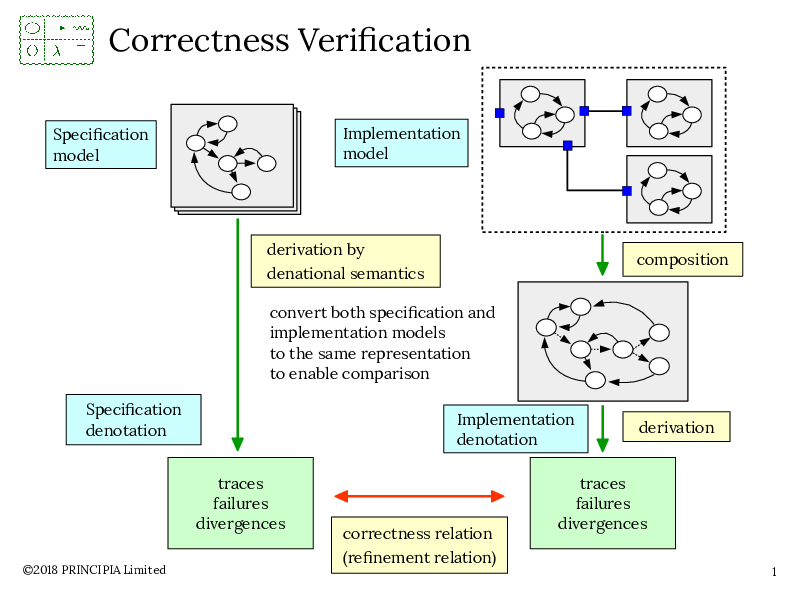 Correctness Verification
Specification
model
Implementation
model
derivation by
denational semantics
composition
convert both specification and
implementation models
to the same representation
to enable comparison
Specification
denotation
Implementation
denotation
derivation
traces
failures
divergences
traces
failures
divergences
correctness relation
(refinement relation)
©2018 PRINCIPIA Limited
1